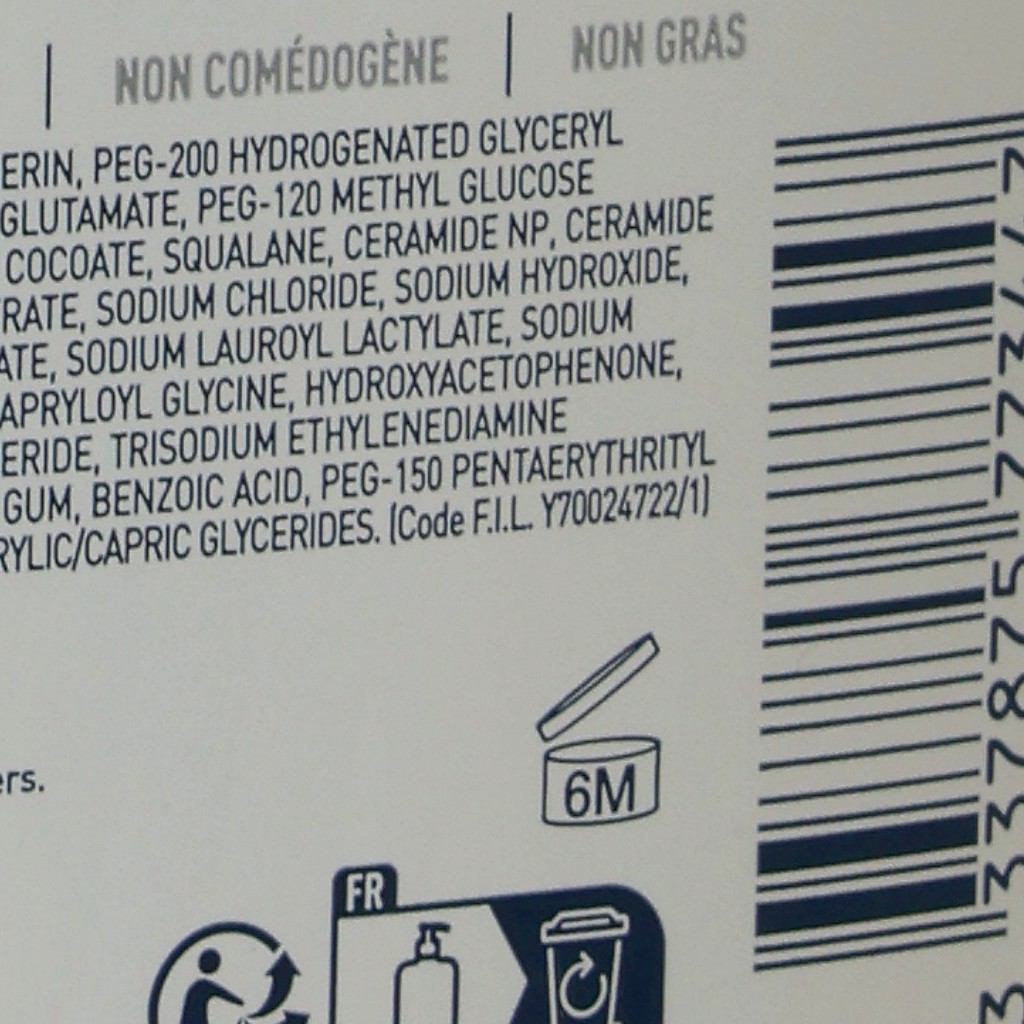 NON COMÉDOGÈNE
NON GRAS
ERIN, PEG-200 HYDROGENATED GLYCERYL
GLUTAMATE, PEG-120 METHYL GLUCOSE
COCOATE, SQUALANE, CERAMIDE NP, CERAMIDE
RATE, SODIUM CHLORIDE, SODIUM HYDROXIDE,
ATE, SODIUM LAUROYL LACTYLATE, SODIUM
APRYLOYL GLYCINE, HYDROXYACETOPHENONE,
ERIDE, TRISODIUM ETHYLENEDIAMINE
GUM, BENZOIC ACID, PEG-150 PENTAERYTHRITYL
RYLIC/CAPRIC GLYCERIDES. (Code F.I.L. Y70024722/1)
ers.
6M
FR